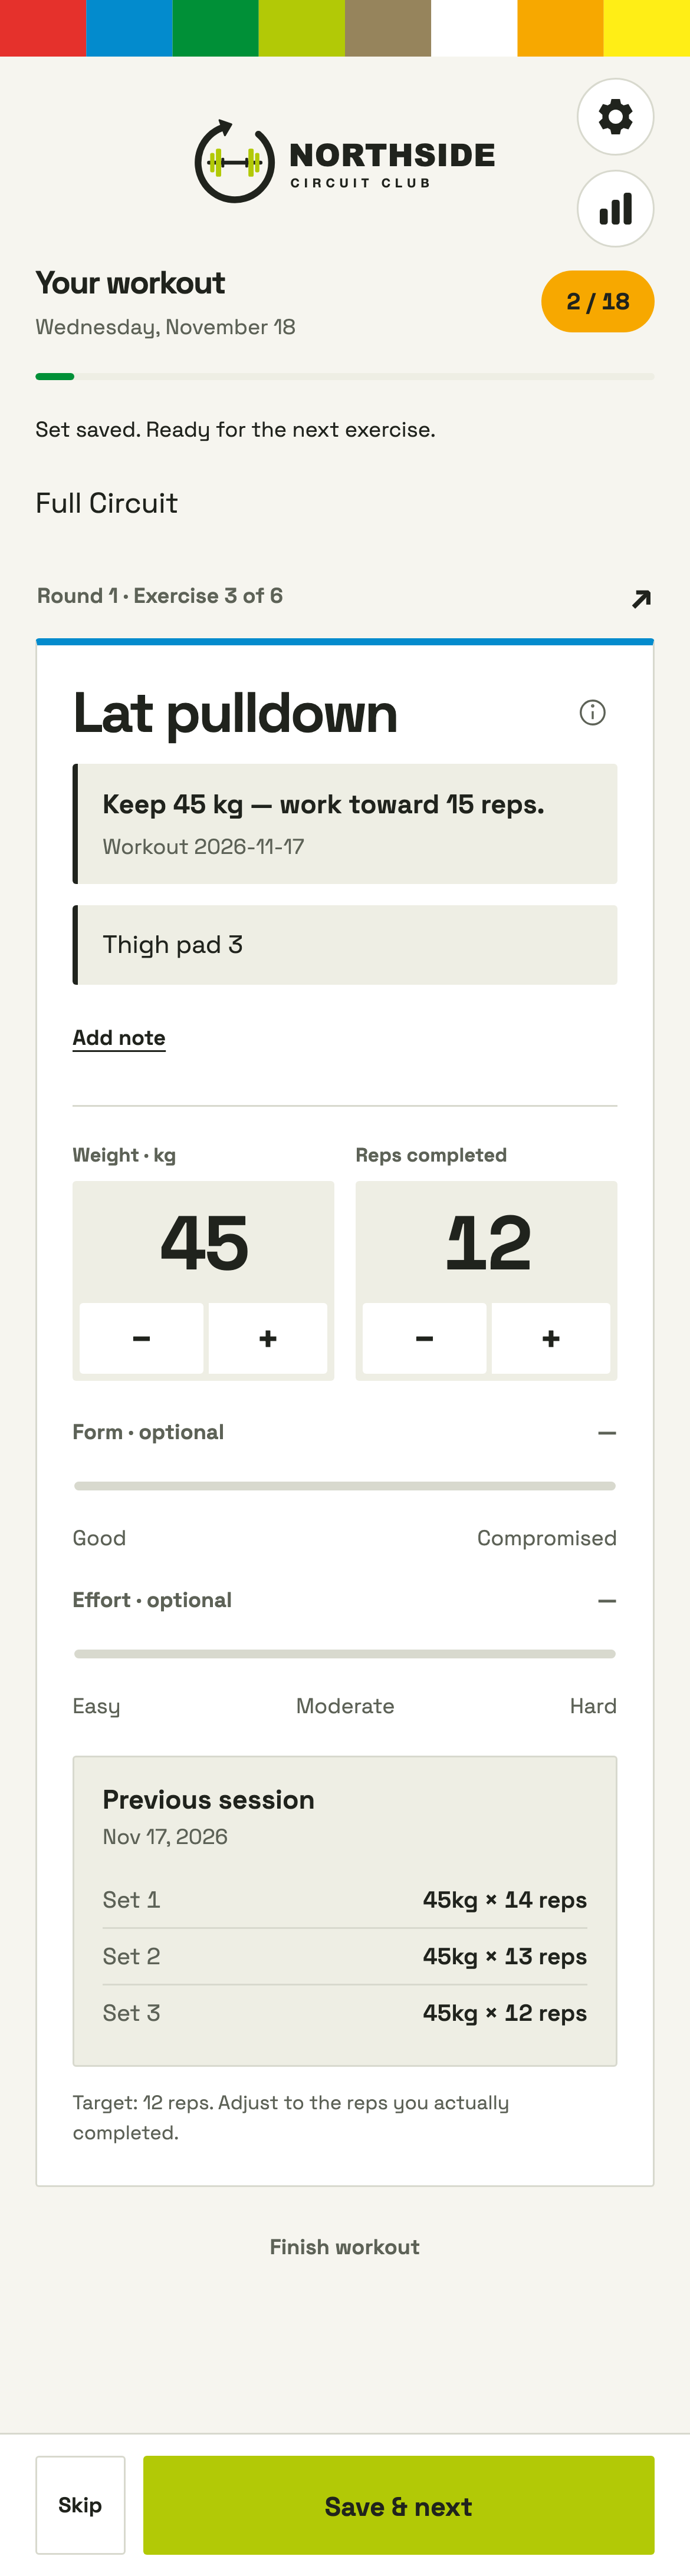 NORTHSIDE
CIRCUIT CLUB
Your workout
Wednesday, November 18
2 / 18
Set saved. Ready for the next exercise.
Full Circuit
Round 1 · Exercise 3 of 6
Lat pulldown
Keep 45 kg — work toward 15 reps.
Workout 2026-11-17
Thigh pad 3
Add note
Weight · kg
Reps completed
45
12
− +
− +
Form · optional —
Good Compromised
Effort · optional —
Easy Moderate Hard
Previous session
Nov 17, 2026
Set 1 45kg × 14 reps
Set 2 45kg × 13 reps
Set 3 45kg × 12 reps
Target: 12 reps. Adjust to the reps you actually
completed.
Finish workout
Skip
Save & next